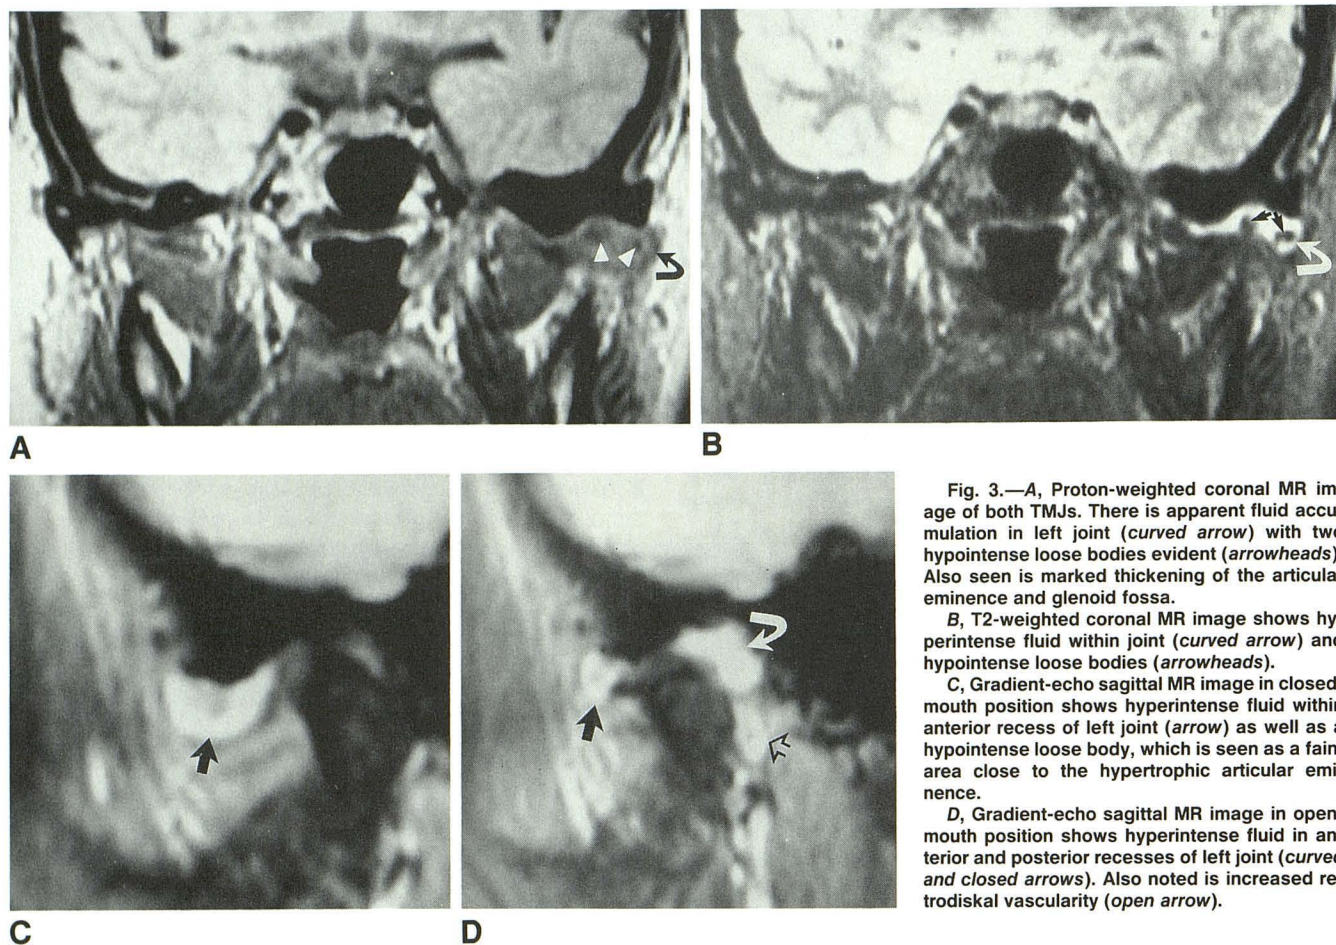 A
B
C
D
Fig. 3.—A, Proton-weighted coronal MR im-
age of both TMJs. There is apparent fluid accu-
mulation in left joint (curved arrow) with two
hypointense loose bodies evident (arrowheads)
Also seen is marked thickening of the articula
eminence and glenoid fossa.
B, T2-weighted coronal MR image shows hy-
perintense fluid within joint (curved arrow) and
hypointense loose bodies (arrowheads).
C, Gradient-echo sagittal MR image in closed
mouth position shows hyperintense fluid within
anterior recess of left joint (arrow) as well as a
hypointense loose body, which is seen as a fain
area close to the hypertrophic articular emi-
nence.
D, Gradient-echo sagittal MR image in open
mouth position shows hyperintense fluid in an-
terior and posterior recesses of left joint (curved
and closed arrows). Also noted is increased re-
trodiskal vascularity (open arrow).